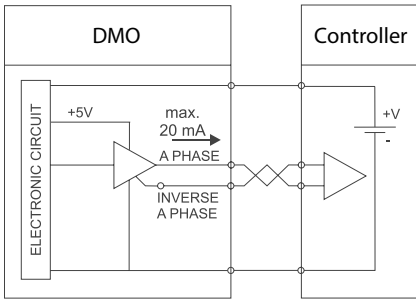 DMO
Controller
ELECTRONIC CIRCUIT
+5V
max.
20 mA
A PHASE
INVERSE
A PHASE
+V
-